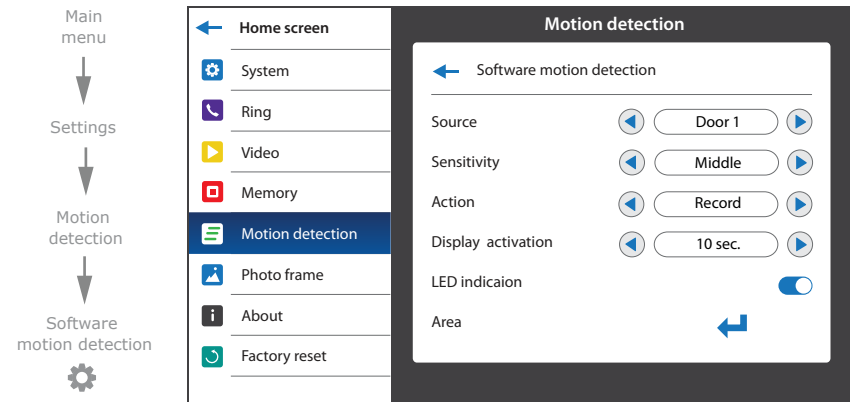 Main
menu
Settings
Motion
detection
Software
motion detection
Home screen
System
Ring
Video
Memory
Motion detection
Photo frame
About
Factory reset
Motion detection
Software motion detection
Source Door 1
Sensitivity Middle
Action Record
Display activation 10 sec.
LED indicaion
Area